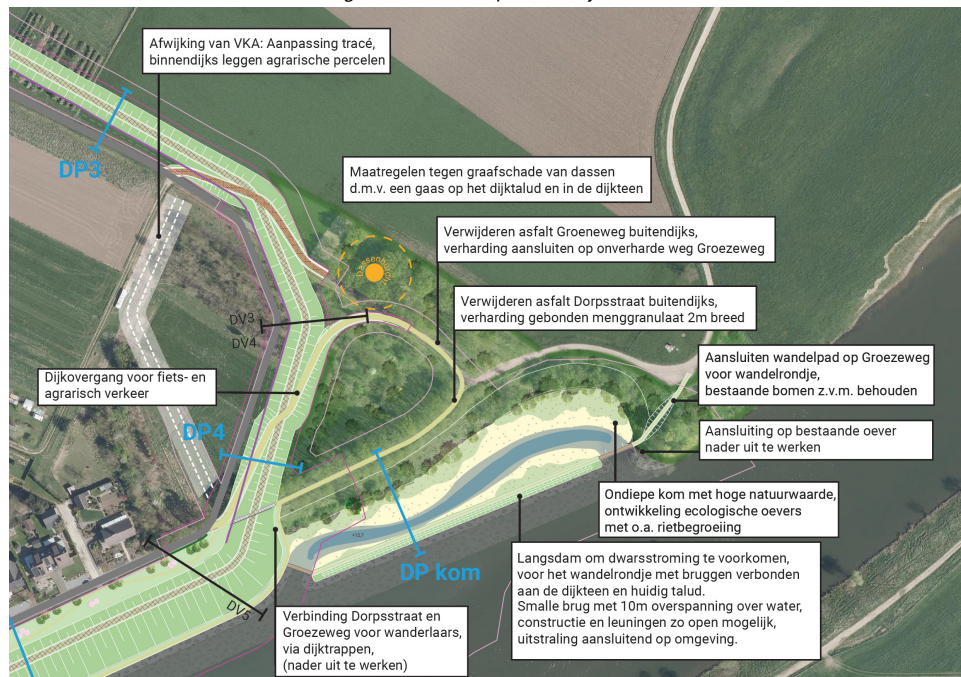 Afwijking van VKA: Aanpassing tracé,
binnendijks leggen agrarische percelen
DP3
Maatregelen tegen graafschade van dassen
d.m.v. een gaas op het dijktalud en in de dijkteen
Verwijderen asfalt Groeneweg buitendijks,
verharding aansluiten op onverharde weg Groezeweg
Dassenburcht
Verwijderen asfalt Dorpsstraat buitendijks,
verharding gebonden menggranulaat 2m breed
DV3
DV4
Aansluiten wandelpad op Groezeweg
voor wandelrondje,
bestaande bomen z.v.m. behouden
Dijkovergang voor fiets- en
agrarisch verkeer
DP4
Aansluiting op bestaande oever
nader uit te werken
Ondiepe kom met hoge natuurwaarde,
ontwikkeling ecologische oevers
met o.a. rietbegroeiing
DP kom
Langsdam om dwarsstroming te voorkomen,
voor het wandelrondje met bruggen verbonden
aan de dijkteen en huidig talud.
Smalle brug met 10m overspanning over water,
constructie en leuningen zo open mogelijk,
uitstraling aansluitend op omgeving.
DV5
Verbinding Dorpsstraat en
Groezeweg voor wanderlaars,
via dijktrappen,
(nader uit te werken)